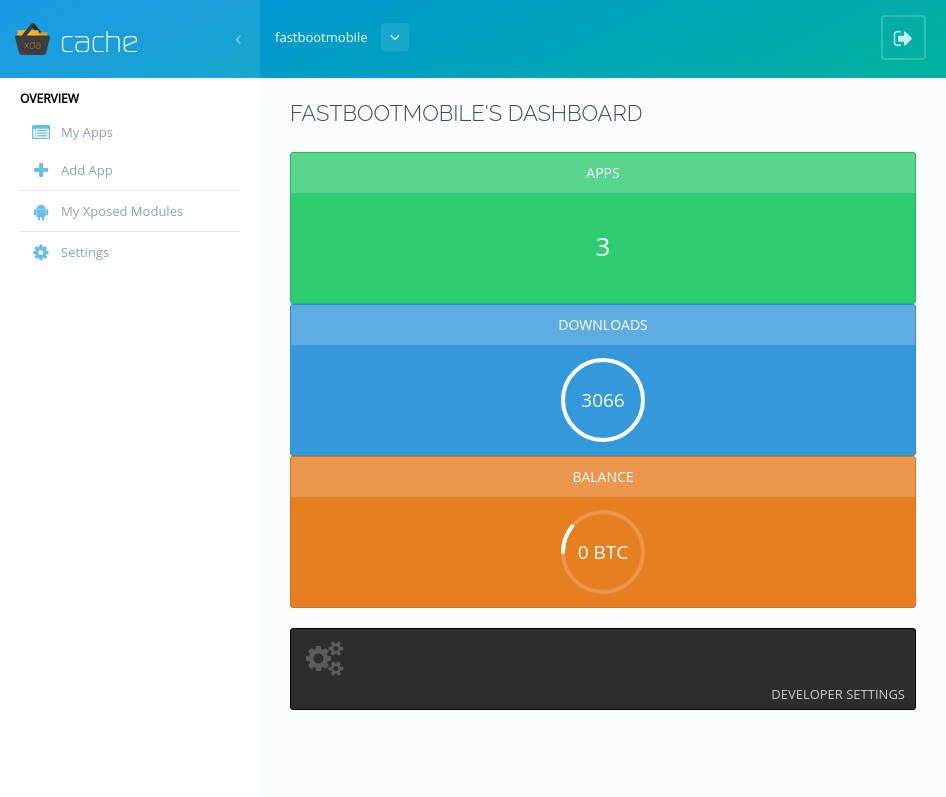 xda
cache
fastbootmobile
OVERVIEW
My Apps
Add App
My Xposed Modules
Settings
FASTBOOTMOBILE'S DASHBOARD
APPS
3
DOWNLOADS
3066
BALANCE
0 BTC
DEVELOPER SETTINGS